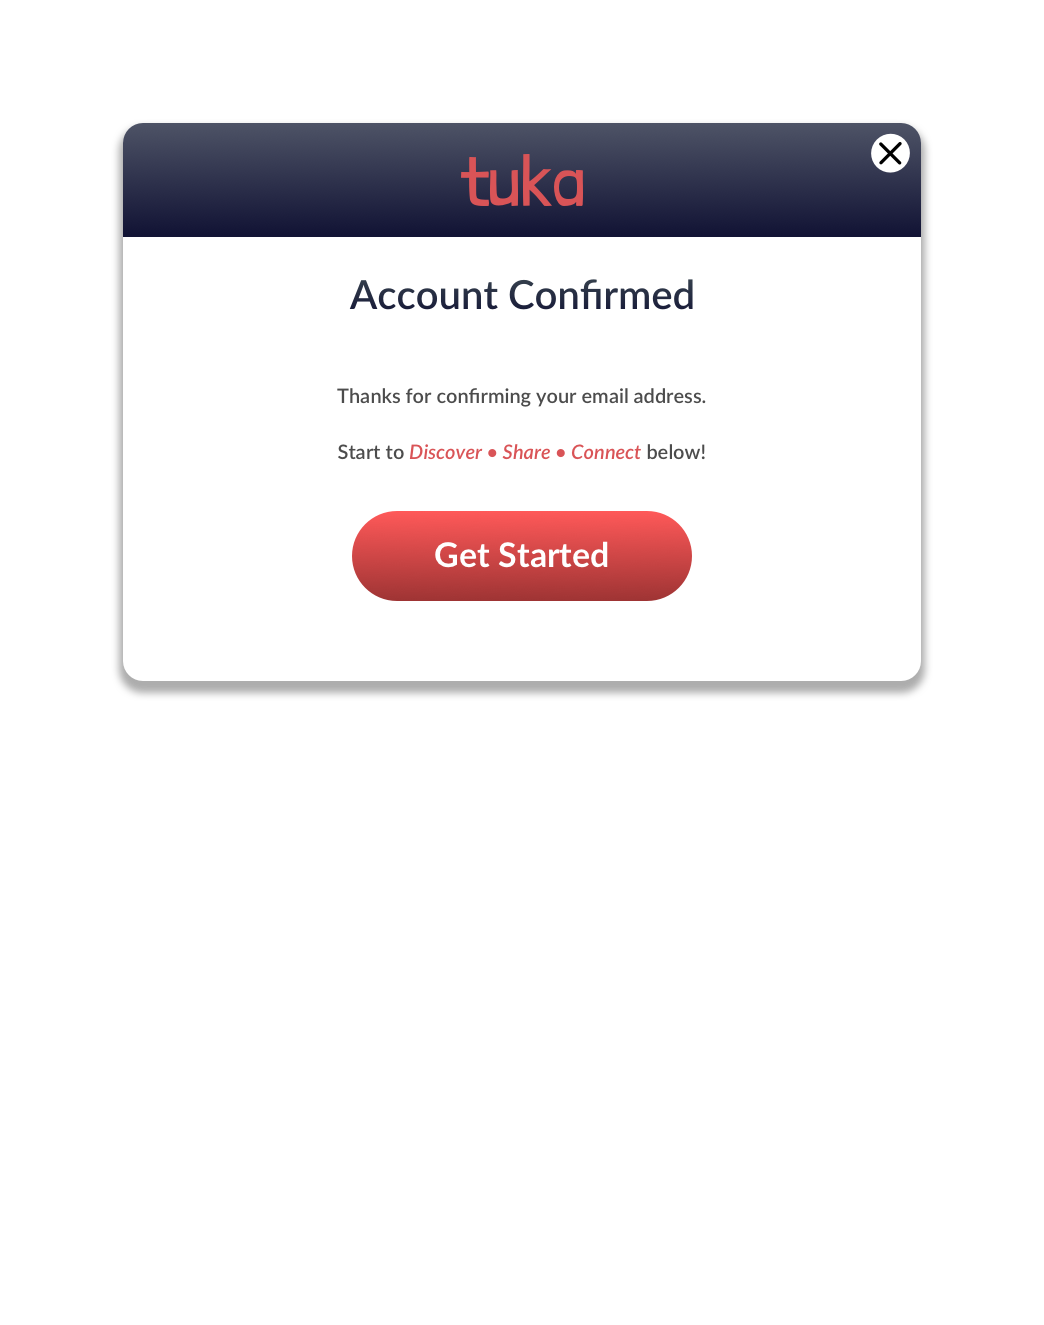 tuka
Account Confirmed
Thanks for confirming your email address.
Start to Discover • Share • Connect below!
Get Started